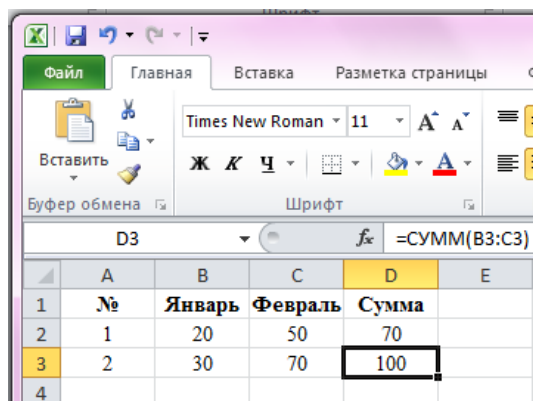 Файл Главная Вставка Разметка страницы
Times New Roman 11 А А
Вставить Ж К Ч А
Буфер обмена Шрифт
D3 fx =СУММ(B3:C3)
A B C D E
1 № Январь Февраль Сумма
2 1 20 50 70
3 2 30 70 100
4